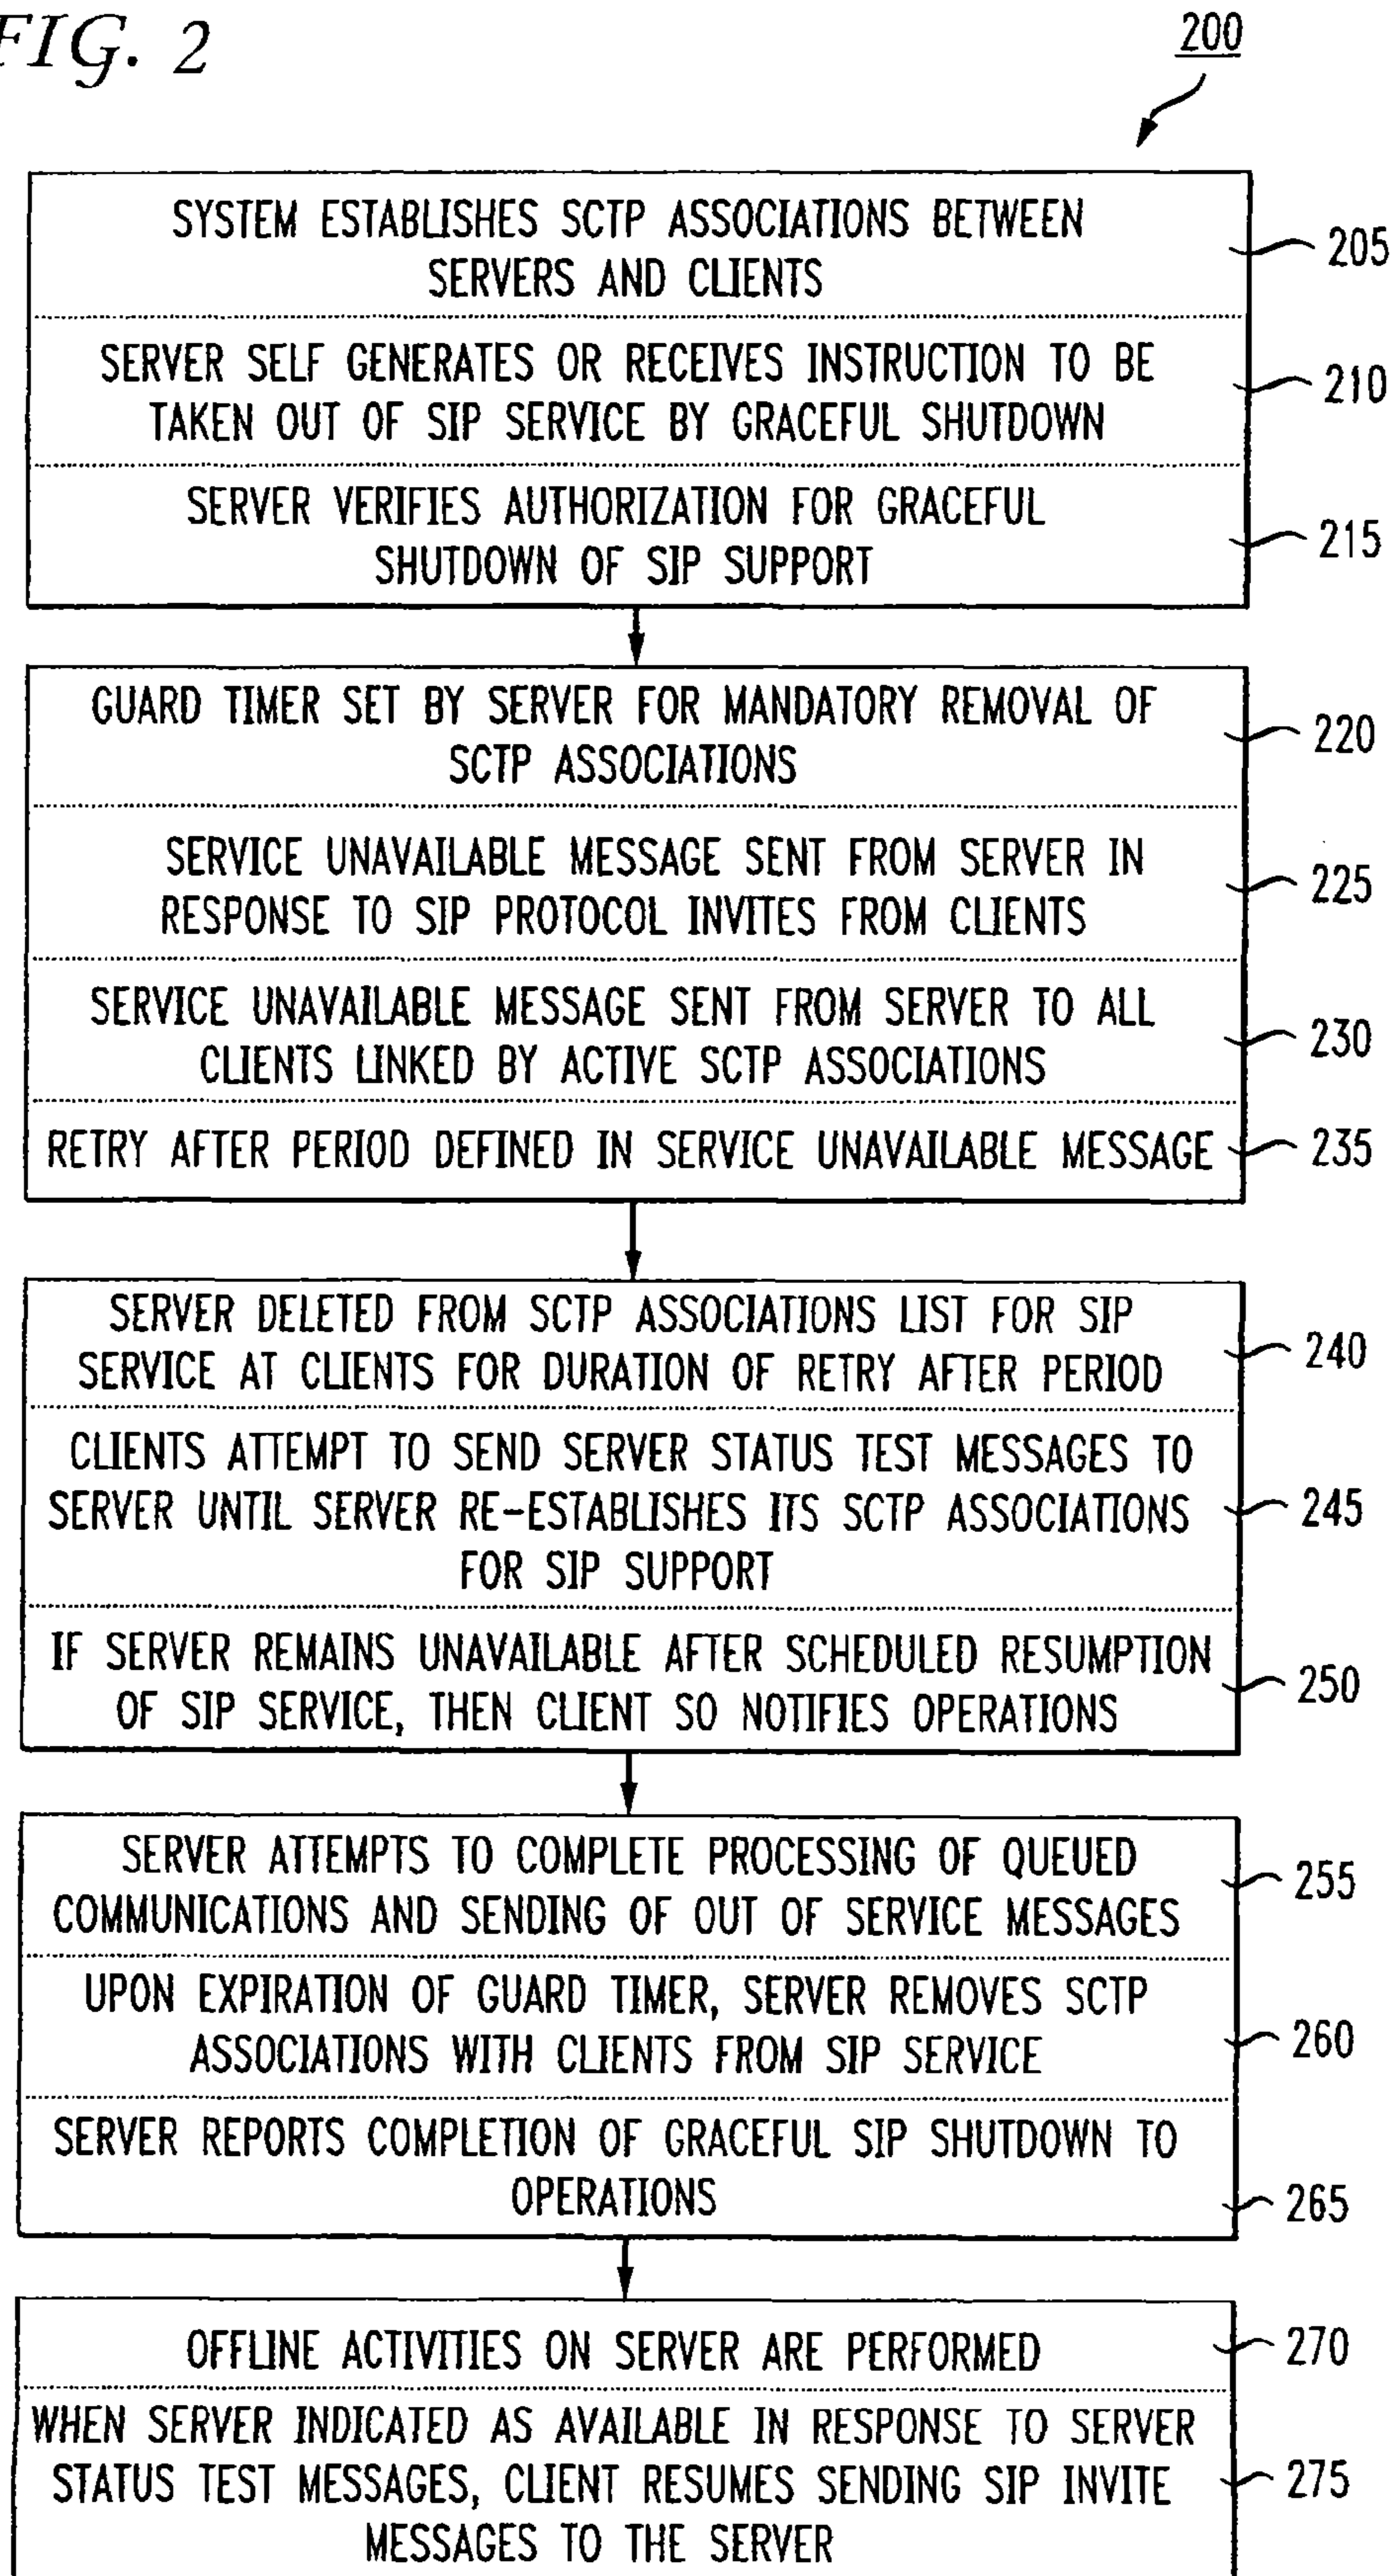 FIG. 2
200
SYSTEM ESTABLISHES SCTP ASSOCIATIONS BETWEEN
SERVERS AND CLIENTS
205
SERVER SELF GENERATES OR RECEIVES INSTRUCTION TO BE
TAKEN OUT OF SIP SERVICE BY GRACEFUL SHUTDOWN
210
SERVER VERIFIES AUTHORIZATION FOR GRACEFUL
SHUTDOWN OF SIP SUPPORT
215
GUARD TIMER SET BY SERVER FOR MANDATORY REMOVAL OF
SCTP ASSOCIATIONS
220
SERVICE UNAVAILABLE MESSAGE SENT FROM SERVER IN
RESPONSE TO SIP PROTOCOL INVITES FROM CLIENTS
225
SERVICE UNAVAILABLE MESSAGE SENT FROM SERVER TO ALL
CLIENTS LINKED BY ACTIVE SCTP ASSOCIATIONS
230
RETRY AFTER PERIOD DEFINED IN SERVICE UNAVAILABLE MESSAGE
235
SERVER DELETED FROM SCTP ASSOCIATIONS LIST FOR SIP
SERVICE AT CLIENTS FOR DURATION OF RETRY AFTER PERIOD
240
CLIENTS ATTEMPT TO SEND SERVER STATUS TEST MESSAGES TO
SERVER UNTIL SERVER RE-ESTABLISHES ITS SCTP ASSOCIATIONS
FOR SIP SUPPORT
245
IF SERVER REMAINS UNAVAILABLE AFTER SCHEDULED RESUMPTION
OF SIP SERVICE, THEN CLIENT SO NOTIFIES OPERATIONS
250
SERVER ATTEMPTS TO COMPLETE PROCESSING OF QUEUED
COMMUNICATIONS AND SENDING OF OUT OF SERVICE MESSAGES
255
UPON EXPIRATION OF GUARD TIMER, SERVER REMOVES SCTP
ASSOCIATIONS WITH CLIENTS FROM SIP SERVICE
260
SERVER REPORTS COMPLETION OF GRACEFUL SIP SHUTDOWN TO
OPERATIONS
265
OFFLINE ACTIVITIES ON SERVER ARE PERFORMED
270
WHEN SERVER INDICATED AS AVAILABLE IN RESPONSE TO SERVER
STATUS TEST MESSAGES, CLIENT RESUMES SENDING SIP INVITE
MESSAGES TO THE SERVER
275